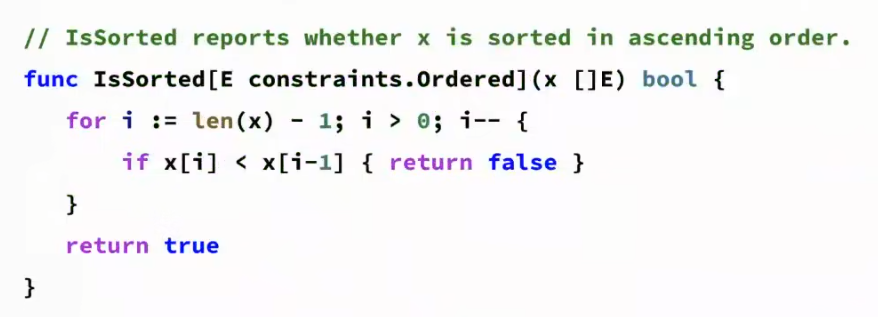 // IsSorted reports whether x is sorted in ascending order.
func IsSorted[E constraints.Ordered](x []E) bool {
    for i := len(x) - 1; i > 0; i-- {
        if x[i] < x[i-1] { return false }
    }
    return true
}